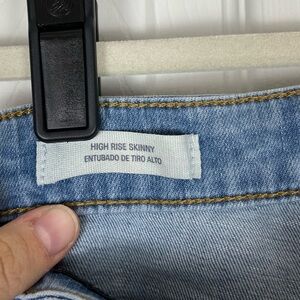 HIGH RISE SKINNY
ENTUBADO DE TIRO ALTO